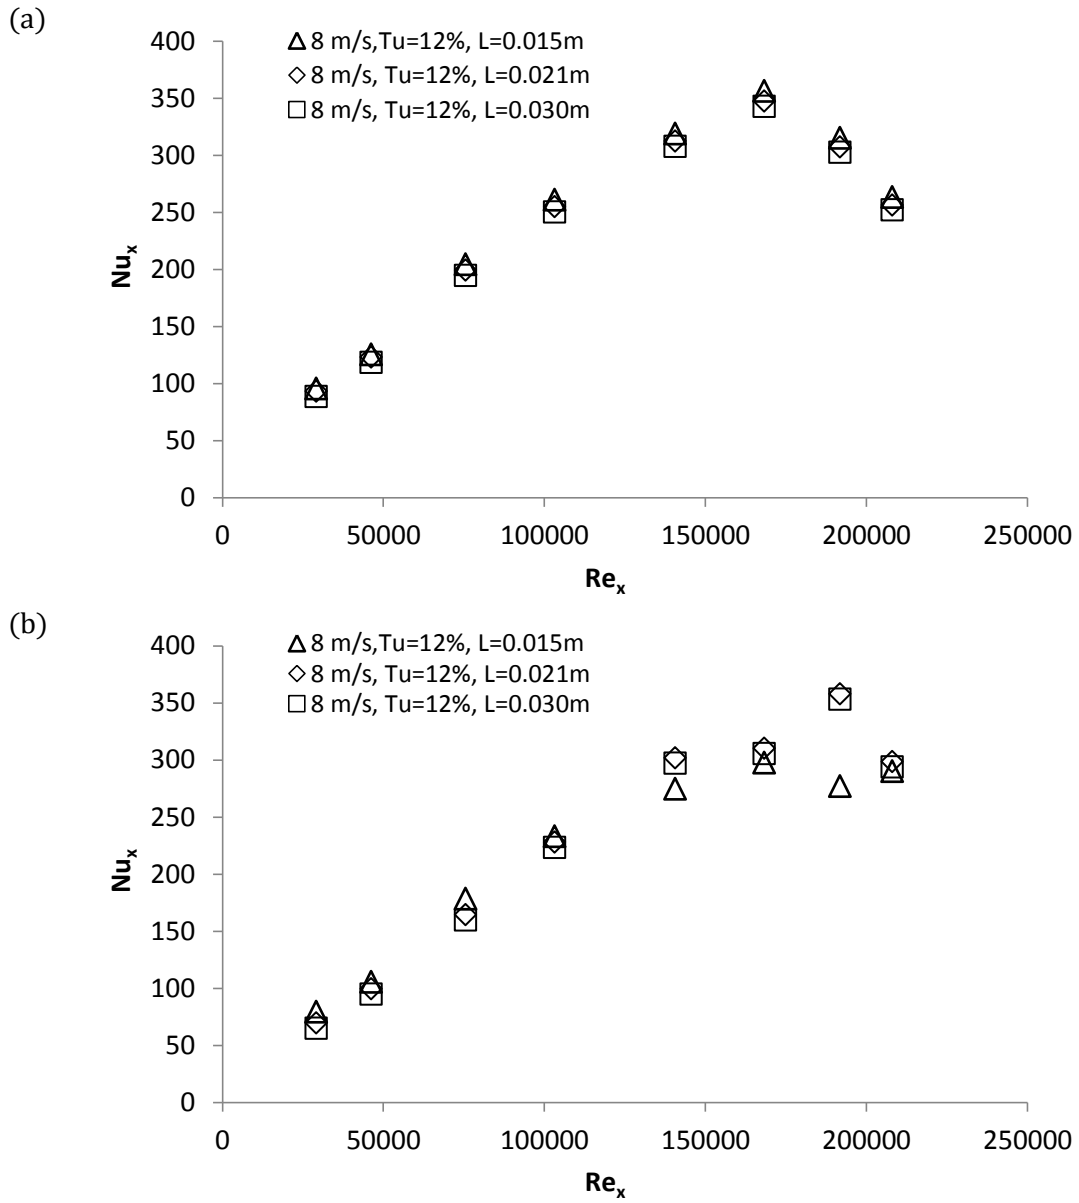 (a)
400
350
300
250
200
150
100
50
0
Nuₓ
8 m/s,Tu=12%, L=0.015m
8 m/s, Tu=12%, L=0.021m
8 m/s, Tu=12%, L=0.030m
0 50000 100000 150000 200000 250000
Reₓ
(b)
400
350
300
250
200
150
100
50
0
Nuₓ
8 m/s,Tu=12%, L=0.015m
8 m/s, Tu=12%, L=0.021m
8 m/s, Tu=12%, L=0.030m
0 50000 100000 150000 200000 250000
Reₓ